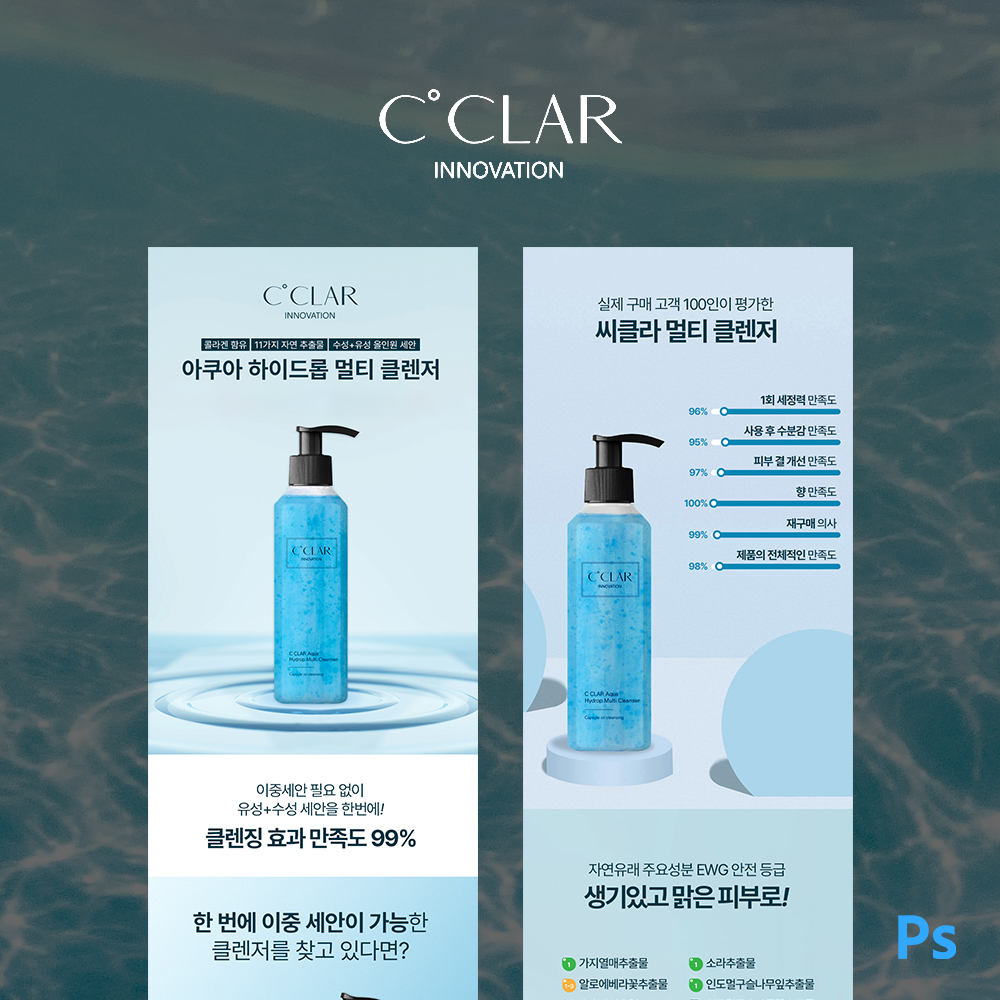 C°CLAR
INNOVATION
C°CLAR
INNOVATION
콜라겐 함유 11가지 자연 추출물 수성+유성 올인원 세안
아쿠아 하이드롭 멀티 클렌저
C°CLAR
INNOVATION
C CLAR Aqua
Hydrop Multi Cleanser
이중세안 필요 없이
유성+수성 세안을 한번에!
클렌징 효과 만족도 99%
한 번에 이중 세안이 가능한
클렌저를 찾고 있다면?
실제 구매 고객 100인이 평가한
씨클라 멀티 클렌저
1회 세정력 만족도
96%
사용 후 수분감 만족도
95%
피부 결 개선 만족도
97%
향 만족도
100%
재구매 의사
99%
제품의 전체적인 만족도
98%
C°CLAR
INNOVATION
C CLAR Aqua
Hydrop Multi Cleanser
자연유래 주요성분 EWG 안전 등급
생기있고 맑은 피부로!
1 가지열매추출물
1 소라추출물
1-3 알로에베라꽃추출물
1 인도멀구슬나무잎추출물
Ps